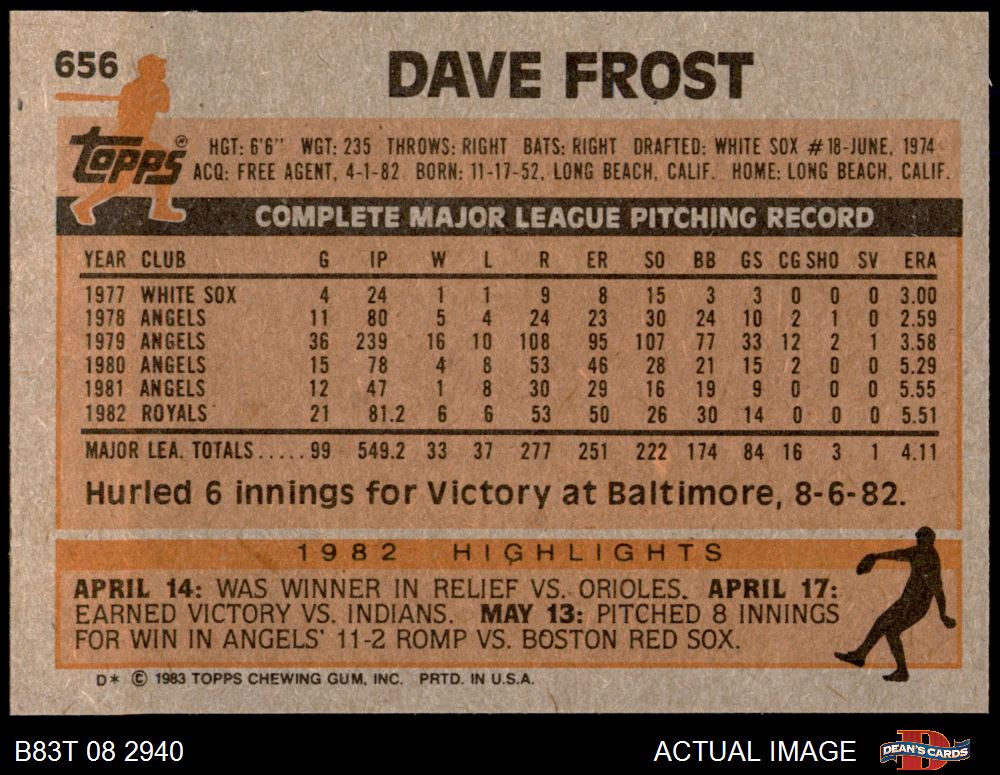 656
DAVE FROST
Topps®
HGT: 6'6" WGT: 235 THROWS: RIGHT BATS: RIGHT DRAFTED: WHITE SOX #18-JUNE, 1974
ACQ: FREE AGENT, 4-1-82 BORN: 11-17-52, LONG BEACH, CALIF. HOME: LONG BEACH, CALIF.
COMPLETE MAJOR LEAGUE PITCHING RECORD
YEAR CLUB G IP W L R ER SO BB GS CG SHO SV ERA
1977 WHITE SOX 4 24 1 1 9 8 15 3 3 0 0 0 3.00
1978 ANGELS 11 80 5 4 24 23 30 24 10 2 1 0 2.59
1979 ANGELS 36 239 16 10 108 95 107 77 33 12 2 1 3.58
1980 ANGELS 15 78 4 8 53 46 28 21 15 2 0 0 5.29
1981 ANGELS 12 47 1 8 30 29 16 19 9 0 0 0 5.55
1982 ROYALS 21 81.2 6 6 53 50 26 30 14 0 0 0 5.51
MAJOR LEA. TOTALS.....99 549.2 33 37 277 251 222 174 84 16 3 1 4.11
Hurled 6 innings for Victory at Baltimore, 8-6-82.
1982 HIGHLIGHTS
APRIL 14: WAS WINNER IN RELIEF VS. ORIOLES. APRIL 17:
EARNED VICTORY VS. INDIANS. MAY 13: PITCHED 8 INNINGS
FOR WIN IN ANGELS' 11-2 ROMP VS. BOSTON RED SOX.
D* © 1983 TOPPS CHEWING GUM, INC. PRTD. IN U.S.A.
B83T 08 2940 ACTUAL IMAGE D DEAN'S CARDS